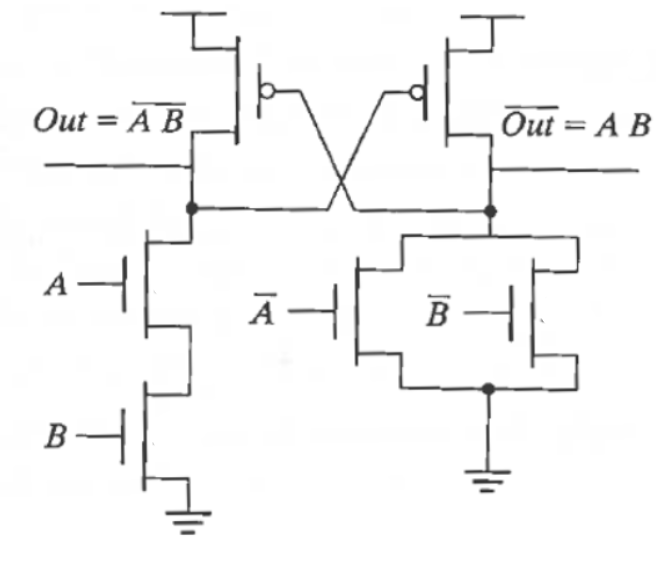 Out = A̅ ̅B̅
O̅u̅t̅ = A B
A
A̅
B̅
B